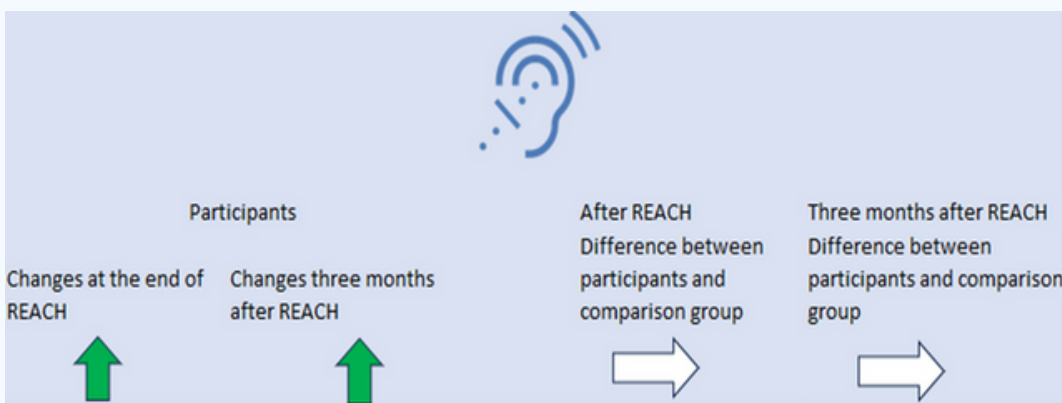 Participants
Changes at the end of
REACH
Changes three months
after REACH
After REACH
Difference between
participants and
comparison group
Three months after REACH
Difference between
participants and comparison
group